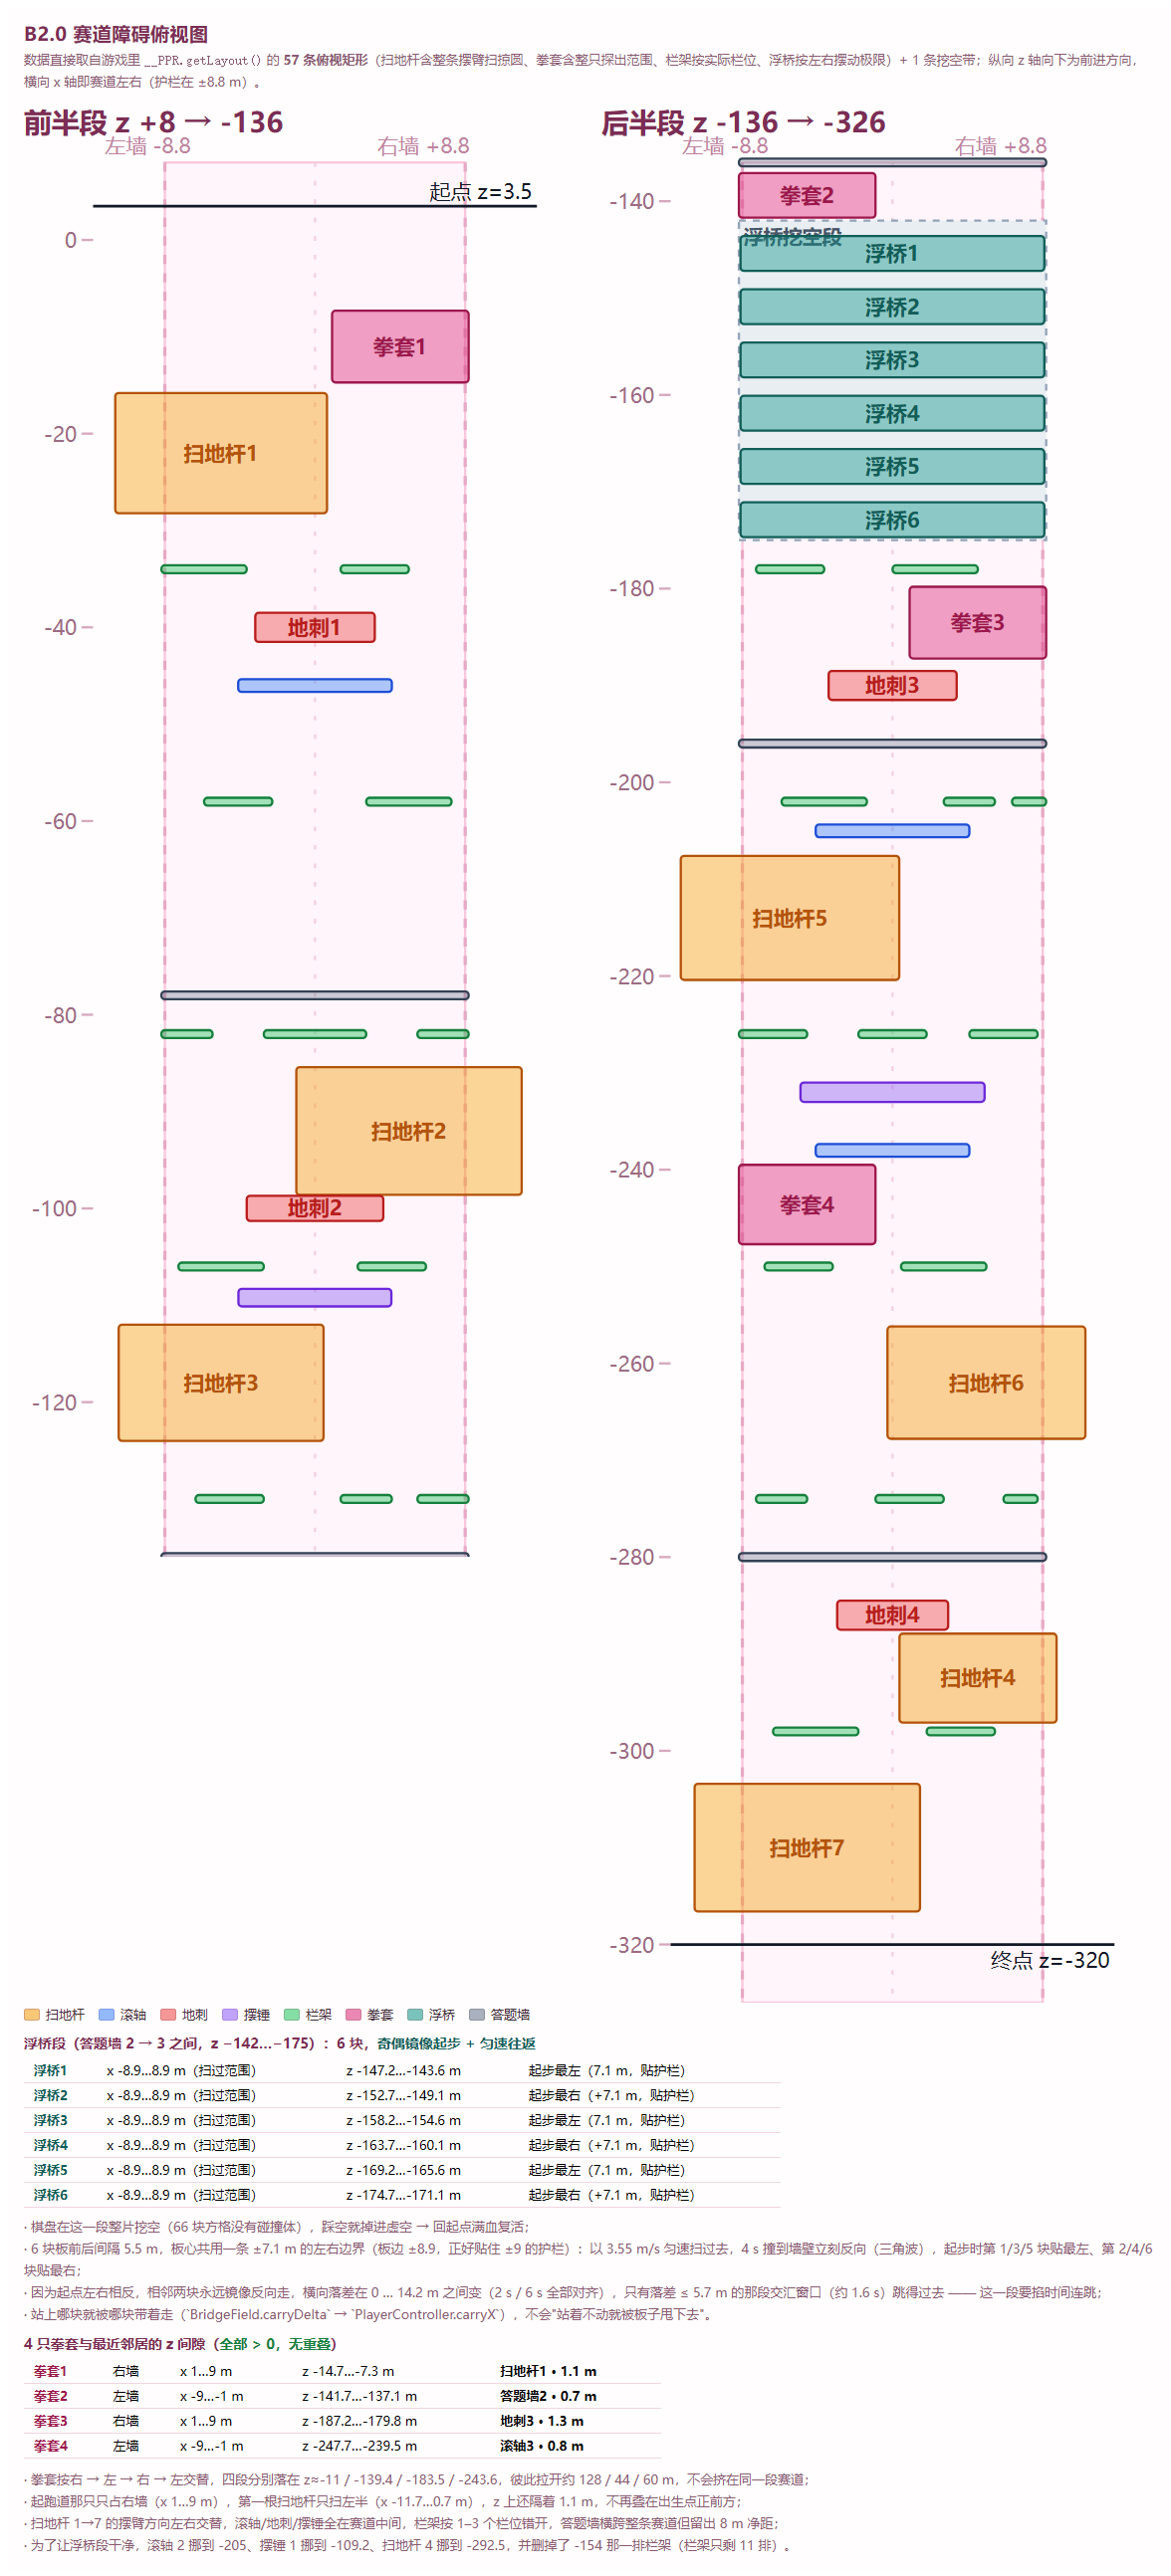 B2.0 赛道障碍俯视图
数据直接取自游戏里 __PPR.getLayout() 的 57 条俯视矩形（扫地杆含整条摆臂扫掠圆、拳套含整只探出范围、栏架按实际栏位、浮桥按左右摆动极限）+ 1 条挖空带；纵向 z 轴向下为前进方向，
横向 x 轴即赛道左右（护栏在 ±8.8 m）。
前半段 z +8 → -136
左墙 -8.8
右墙 +8.8
起点 z=3.5
0
拳套1
-20
扫地杆1
-40
地刺1
-60
-80
扫地杆2
-100
地刺2
扫地杆3
-120
后半段 z -136 → -326
左墙 -8.8
右墙 +8.8
-140
拳套2
浮桥挖空段
浮桥1
浮桥2
浮桥3
-160
浮桥4
浮桥5
浮桥6
-180
拳套3
地刺3
-200
扫地杆5
-220
-240
拳套4
-260
扫地杆6
-280
地刺4
扫地杆4
-300
扫地杆7
-320
终点 z=-320
扫地杆 滚轴 地刺 摆锤 栏架 拳套 浮桥 答题墙
浮桥段（答题墙 2 → 3 之间，z −142…−175）：6 块，奇偶镜像起步 + 匀速往返
浮桥1 x -8.9…8.9 m（扫过范围） z -147.2…-143.6 m 起步最左（7.1 m，贴护栏）
浮桥2 x -8.9…8.9 m（扫过范围） z -152.7…-149.1 m 起步最右（+7.1 m，贴护栏）
浮桥3 x -8.9…8.9 m（扫过范围） z -158.2…-154.6 m 起步最左（7.1 m，贴护栏）
浮桥4 x -8.9…8.9 m（扫过范围） z -163.7…-160.1 m 起步最右（+7.1 m，贴护栏）
浮桥5 x -8.9…8.9 m（扫过范围） z -169.2…-165.6 m 起步最左（7.1 m，贴护栏）
浮桥6 x -8.9…8.9 m（扫过范围） z -174.7…-171.1 m 起步最右（+7.1 m，贴护栏）
· 棋盘在这一段整片挖空（66 块方格没有碰撞体），踩空就掉进虚空 → 回起点满血复活；
· 6 块板前后间隔 5.5 m，板心共用一条 ±7.1 m 的左右边界（板边 ±8.9，正好贴住 ±9 的护栏）：以 3.55 m/s 匀速扫过去，4 s 撞到墙壁立刻反向（三角波），起步时第 1/3/5 块贴最左、第 2/4/6
块贴最右；
· 因为起点左右相反，相邻两块永远镜像反向走，横向落差在 0 … 14.2 m 之间变（2 s / 6 s 全部对齐），只有落差 ≤ 5.7 m 的那段交汇窗口（约 1.6 s）跳得过去 —— 这一段要掐时间连跳；
· 站上哪块就被哪块带着走（`BridgeField.carryDelta` → `PlayerController.carryX`），不会"站着不动就被板子甩下去"。
4 只拳套与最近邻居的 z 间隙（全部 > 0，无重叠）
拳套1 右墙 x 1…9 m z -14.7…-7.3 m 扫地杆1 • 1.1 m
拳套2 左墙 x -9…-1 m z -141.7…-137.1 m 答题墙2 • 0.7 m
拳套3 右墙 x 1…9 m z -187.2…-179.8 m 地刺3 • 1.3 m
拳套4 左墙 x -9…-1 m z -247.7…-239.5 m 滚轴3 • 0.8 m
· 拳套按右 → 左 → 右 → 左交替，四段分别落在 z≈-11 / -139.4 / -183.5 / -243.6，彼此拉开约 128 / 44 / 60 m，不会挤在同一段赛道；
· 起跑道那只只占右墙（x 1…9 m），第一根扫地杆只扫左半（x -11.7…0.7 m），z 上还隔着 1.1 m，不再叠在出生点正前方；
· 扫地杆 1→7 的摆臂方向左右交替，滚轴/地刺/摆锤全在赛道中间，栏架按 1–3 个栏位错开，答题墙横跨整条赛道但留出 8 m 净距；
· 为了让浮桥段干净，滚轴 2 挪到 -205、摆锤 1 挪到 -109.2、扫地杆 4 挪到 -292.5，并删掉了 -154 那一排栏架（栏架只剩 11 排）。